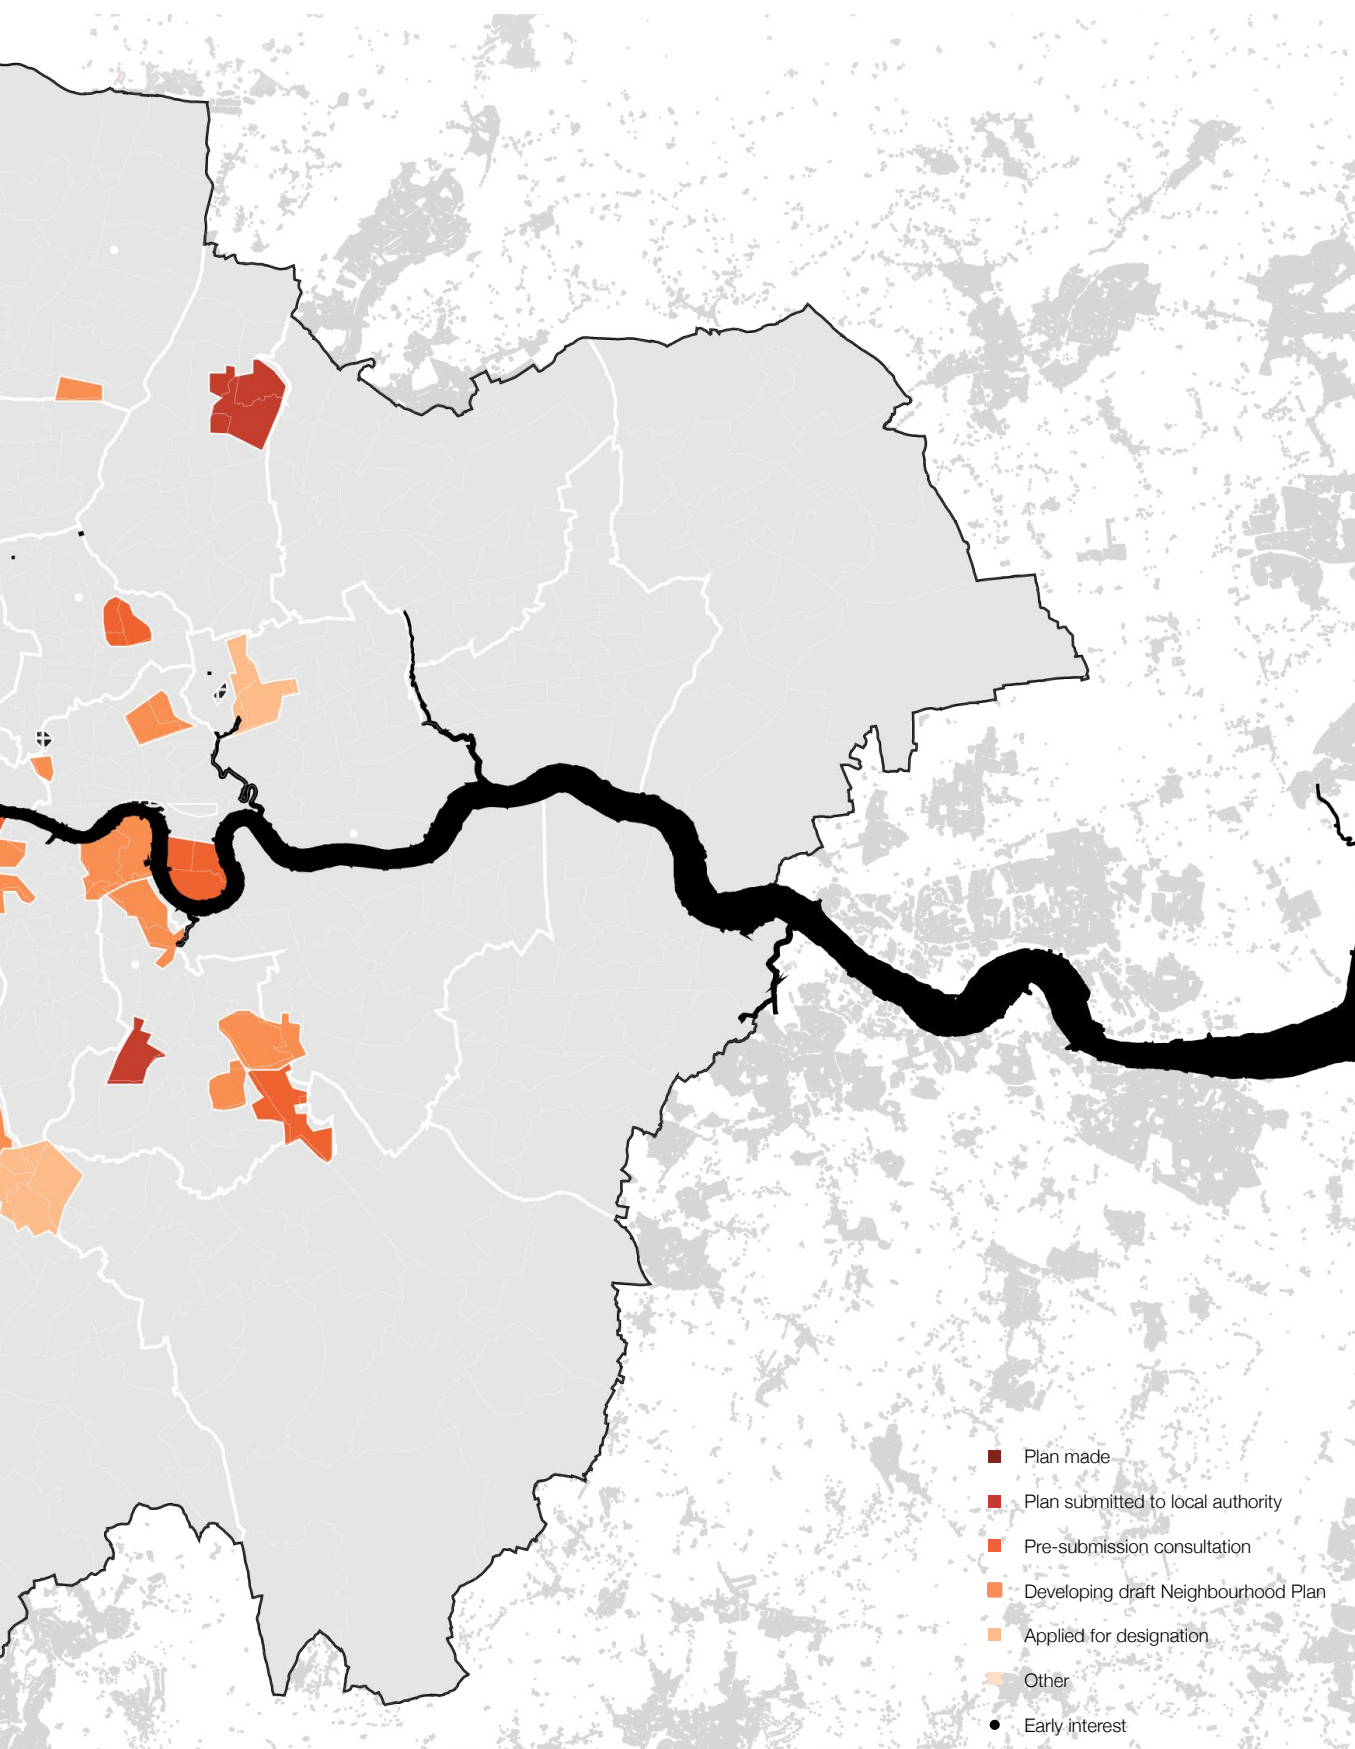 Plan made
Plan submitted to local authority
Pre-submission consultation
Developing draft Neighbourhood Plan
Applied for designation
Other
Early interest